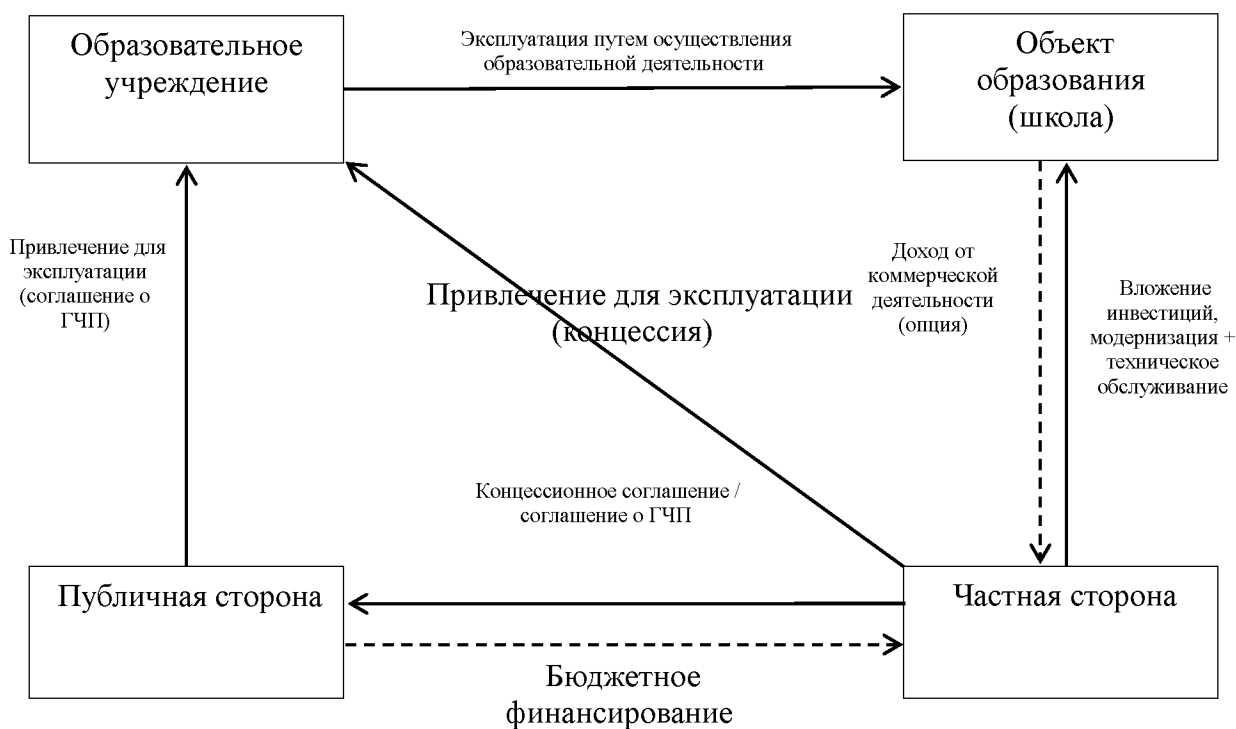 Образовательное
учреждение
Эксплуатация путем осуществления
образовательной деятельности
Объект
образования
(школа)
Привлечение для
эксплуатации
(соглашение о
ГЧП)
Привлечение для эксплуатации
(концессия)
Доход от
коммерческой
деятельности
(опция)
Вложение
инвестиций,
модернизация +
техническое
обслуживание
Концессионное соглашение /
соглашение о ГЧП
Публичная сторона
Частная сторона
Бюджетное
финансирование